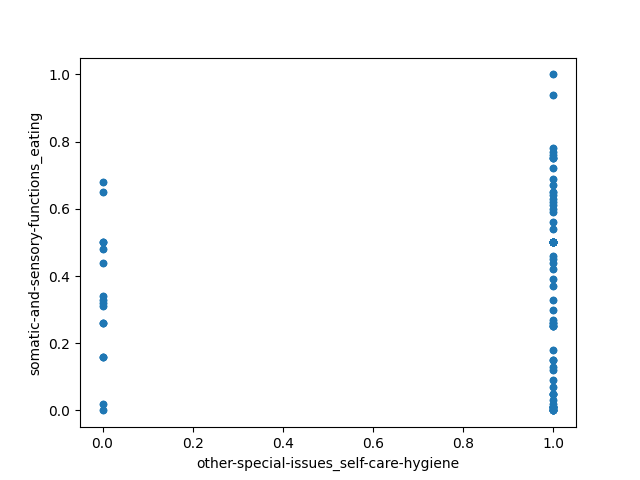 1.0
0.8
0.6
0.4
0.2
0.0
somatic-and-sensory-functions_eating
0.0 0.2 0.4 0.6 0.8 1.0
other-special-issues_self-care-hygiene